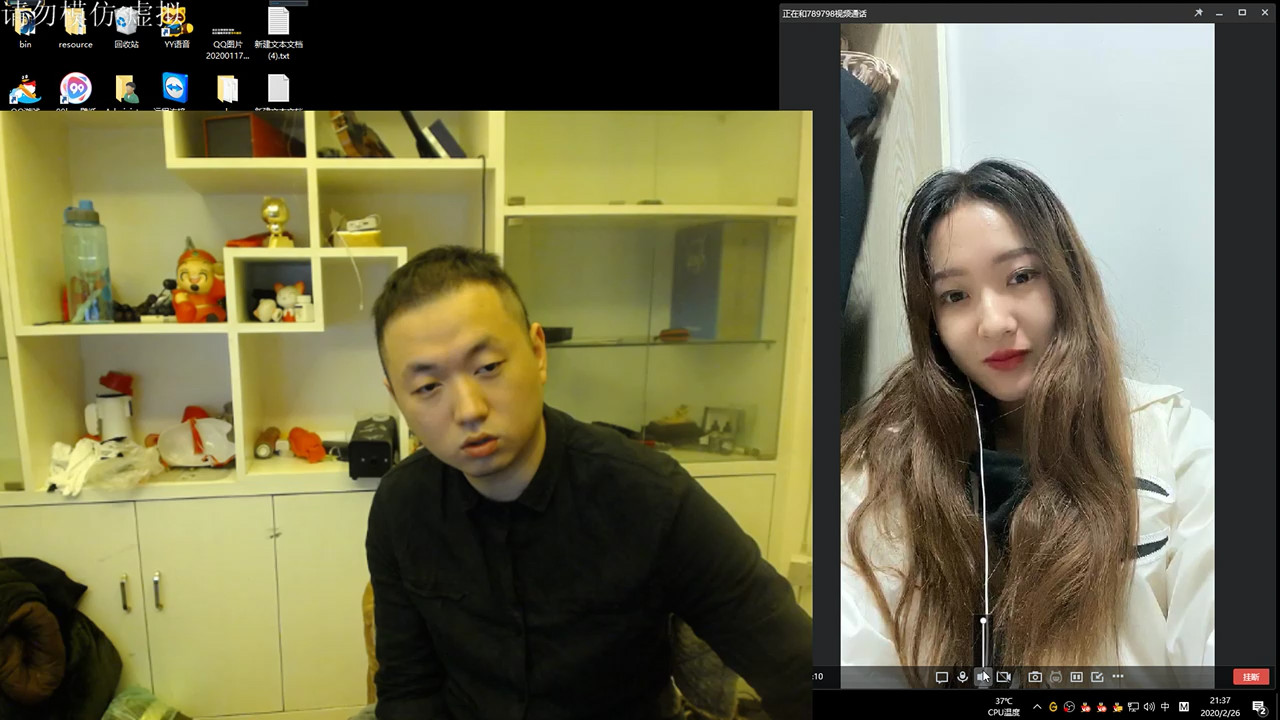 请勿模仿 虚拟
正在和789798视频通话
bin
resource
回收站
YY语音
QQ图片
20200117...
新建文本文档
(4).txt
:10
挂断
37℃
CPU温度
中
M
21:37
2020/2/26
2